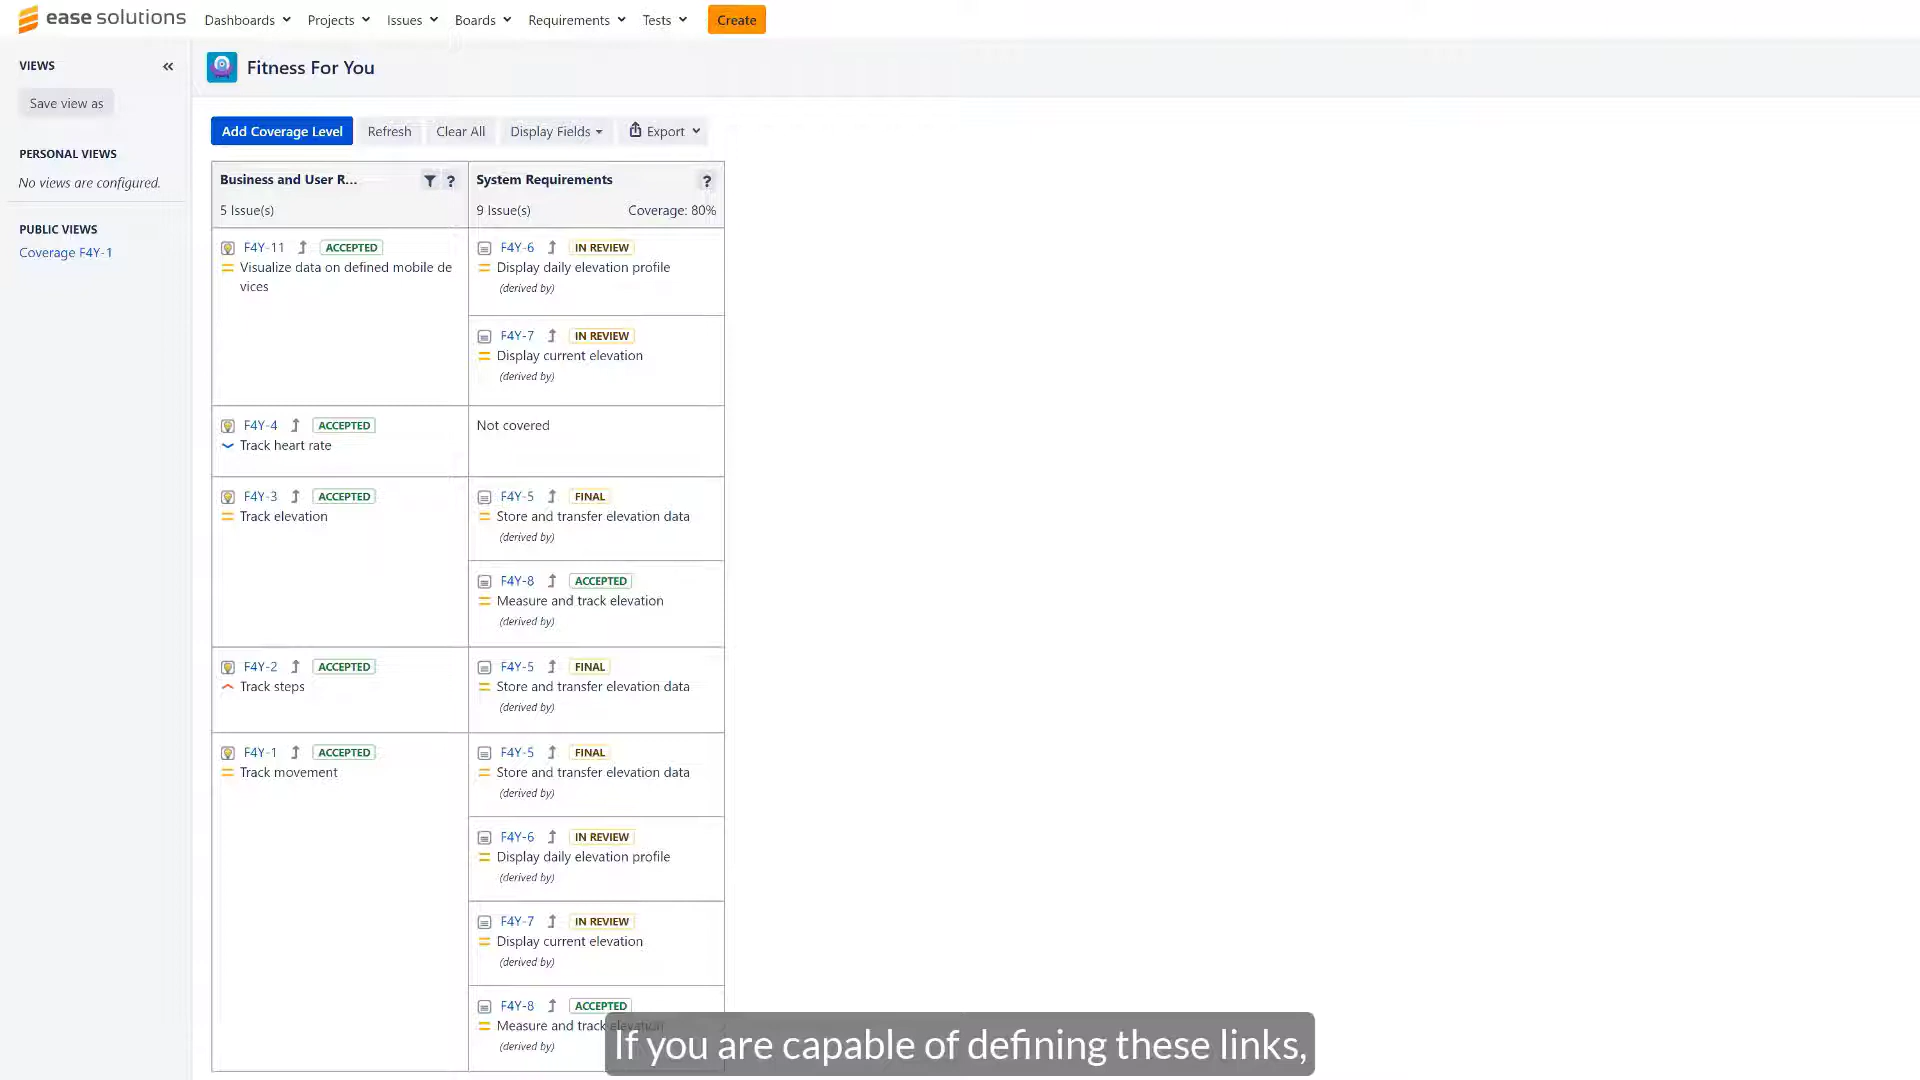 ease solutions
Dashboards Projects Issues Boards Requirements Tests Create
VIEWS
Save view as
PERSONAL VIEWS
No views are configured.
PUBLIC VIEWS
Coverage F4Y-1
Fitness For You
Add Coverage Level Refresh Clear All Display Fields Export
Business and User R... ? System Requirements ?
5 Issue(s) 9 Issue(s) Coverage: 80%
F4Y-11 ACCEPTED
Visualize data on defined mobile de
vices
F4Y-6 IN REVIEW
Display daily elevation profile
(derived by)
F4Y-7 IN REVIEW
Display current elevation
(derived by)
F4Y-4 ACCEPTED
Track heart rate
Not covered
F4Y-3 ACCEPTED
Track elevation
F4Y-5 FINAL
Store and transfer elevation data
(derived by)
F4Y-8 ACCEPTED
Measure and track elevation
(derived by)
F4Y-2 ACCEPTED
Track steps
F4Y-5 FINAL
Store and transfer elevation data
(derived by)
F4Y-1 ACCEPTED
Track movement
F4Y-5 FINAL
Store and transfer elevation data
(derived by)
F4Y-6 IN REVIEW
Display daily elevation profile
(derived by)
F4Y-7 IN REVIEW
Display current elevation
(derived by)
F4Y-8 ACCEPTED
Measure and track elevation
(derived by)
If you are capable of defining these links,